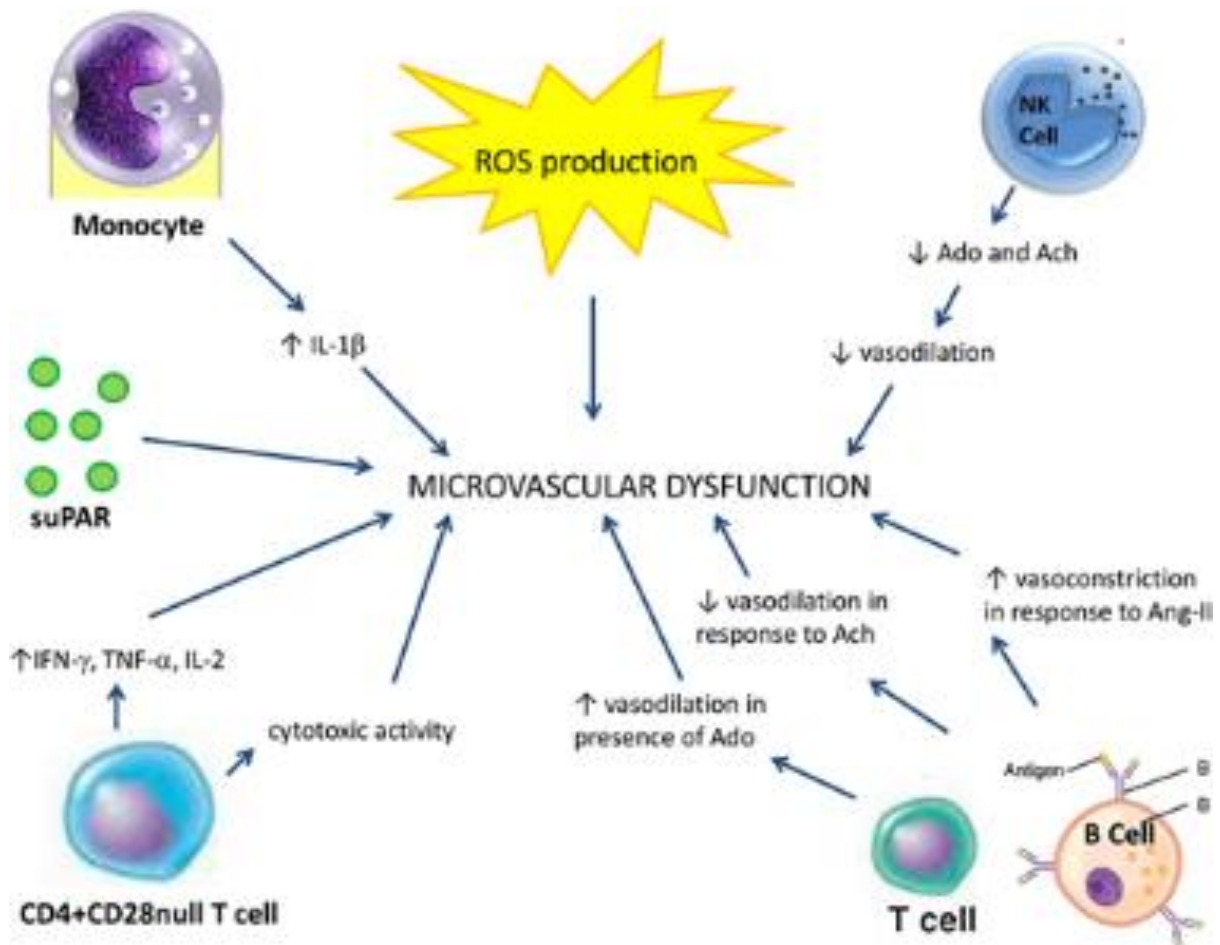 NK
Cell
ROS production
Monocyte
↓ Ado and Ach
↑ IL-1β
↓ vasodilation
MICROVASCULAR DYSFUNCTION
suPAR
↑ vasoconstriction
in response to Ang-II
↓ vasodilation in
response to Ach
↑IFN-γ, TNF-α, IL-2
↑ vasodilation in
presence of Ado
cytotoxic activity
Antigen
B
B
B Cell
CD4+CD28null T cell
T cell